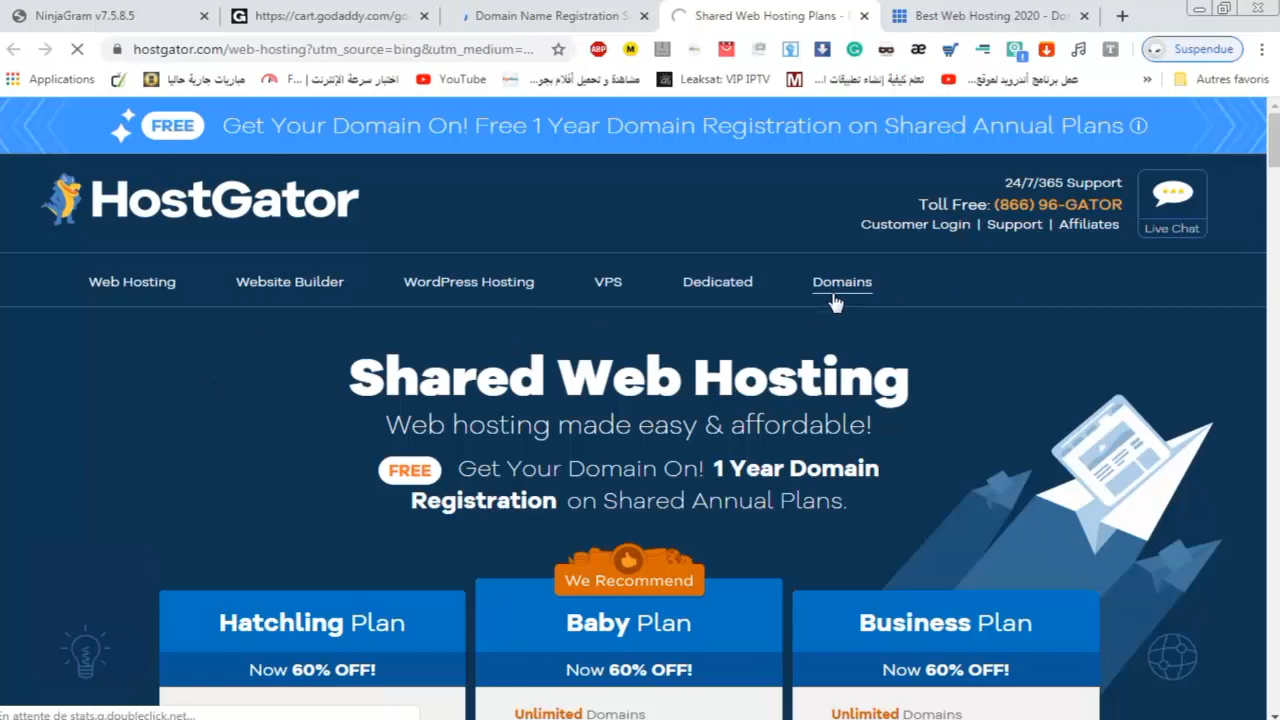 NinjaGram v7.5.8.5
https://cart.godaddy.com/go
Domain Name Registration S
Shared Web Hosting Plans -
Best Web Hosting 2020 - Do
hostgator.com/web-hosting?utm_source=bing&utm_medium=...
Suspendue
Applications
مباريات جارية حاليا
اختبار سرعة الإنترنت | F...
YouTube
مشاهدة و تحميل أفلام بجو...
Leaksat: VIP IPTV
تعلم كيفية إنشاء تطبيقات ا...
عمل برنامج أندرويد لموقع...
»
Autres favoris
FREE Get Your Domain On! Free 1 Year Domain Registration on Shared Annual Plans
HostGator
24/7/365 Support
Toll Free: (866) 96-GATOR
Customer Login | Support | Affiliates
Live Chat
Web Hosting Website Builder WordPress Hosting VPS Dedicated Domains
Shared Web Hosting
Web hosting made easy & affordable!
FREE Get Your Domain On! 1 Year Domain
Registration on Shared Annual Plans.
We Recommend
Hatchling Plan
Now 60% OFF!
Baby Plan
Now 60% OFF!
Unlimited Domains
Business Plan
Now 60% OFF!
Unlimited Domains
En attente de stats.g.doubleclick.net...